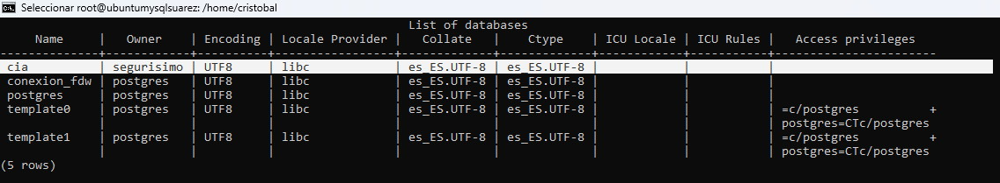 Seleccionar root@ubuntumysqlsuarez: /home/cristobal
                                                          List of databases
     Name     |   Owner    | Encoding | Locale Provider |   Collate   |    Ctype    | ICU Locale | ICU Rules |   Access privileges
--------------+------------+----------+-----------------+-------------+-------------+------------+-----------+-----------------------
 cia          | segurisimo | UTF8     | libc            | es_ES.UTF-8 | es_ES.UTF-8 |            |           |
 conexion_fdw | postgres   | UTF8     | libc            | es_ES.UTF-8 | es_ES.UTF-8 |            |           |
 postgres     | postgres   | UTF8     | libc            | es_ES.UTF-8 | es_ES.UTF-8 |            |           |
 template0    | postgres   | UTF8     | libc            | es_ES.UTF-8 | es_ES.UTF-8 |            |           | =c/postgres          +
              |            |          |                 |             |             |            |           | postgres=CTc/postgres
 template1    | postgres   | UTF8     | libc            | es_ES.UTF-8 | es_ES.UTF-8 |            |           | =c/postgres          +
              |            |          |                 |             |             |            |           | postgres=CTc/postgres
(5 rows)